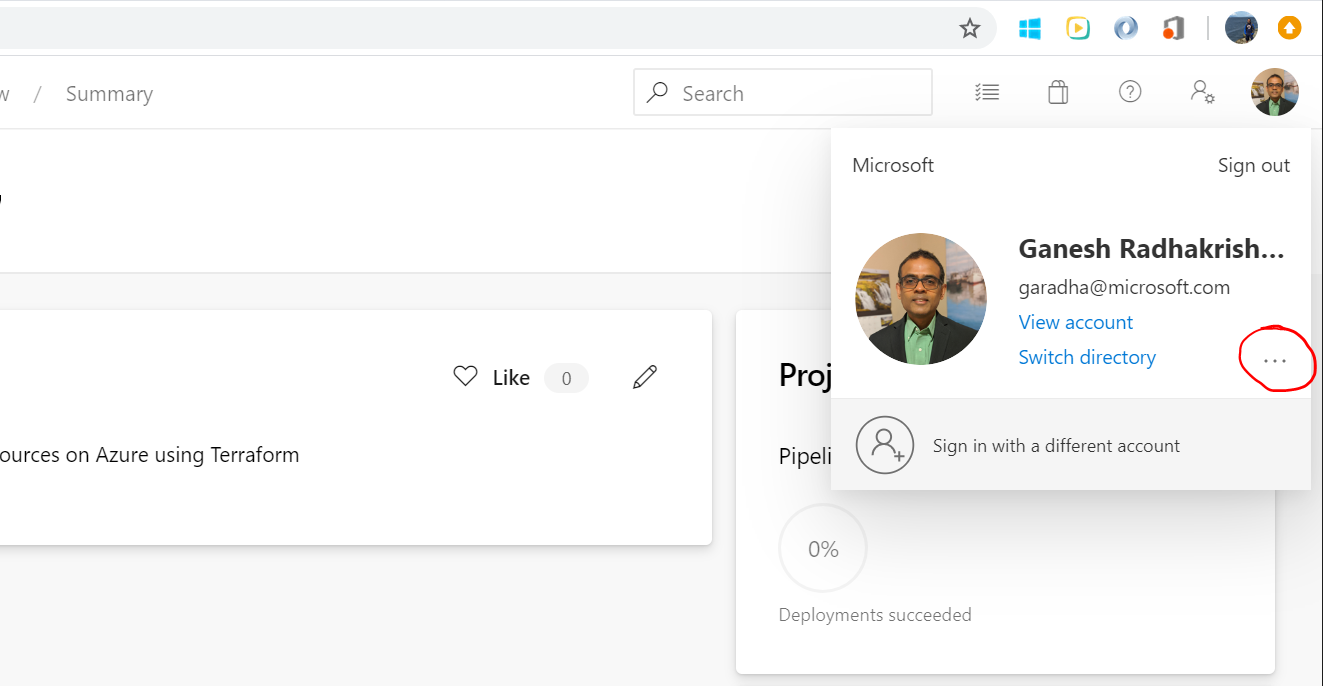 / Summary
Search
?
Microsoft
Sign out
Ganesh Radhakrish...
garadha@microsoft.com
View account
Switch directory
...
Sign in with a different account
Like 0
ources on Azure using Terraform
Proj
Pipeli
0%
Deployments succeeded